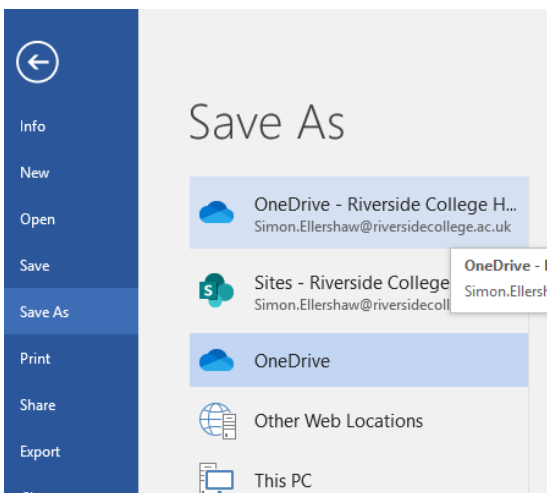 Info
New
Open
Save
Save As
Print
Share
Export
Save As
OneDrive - Riverside College H...
Simon.Ellershaw@riversidecollege.ac.uk
Sites - Riverside College
Simon.Ellershaw@riversidecoll
OneDrive -
Simon.Ellersh
OneDrive
Other Web Locations
This PC